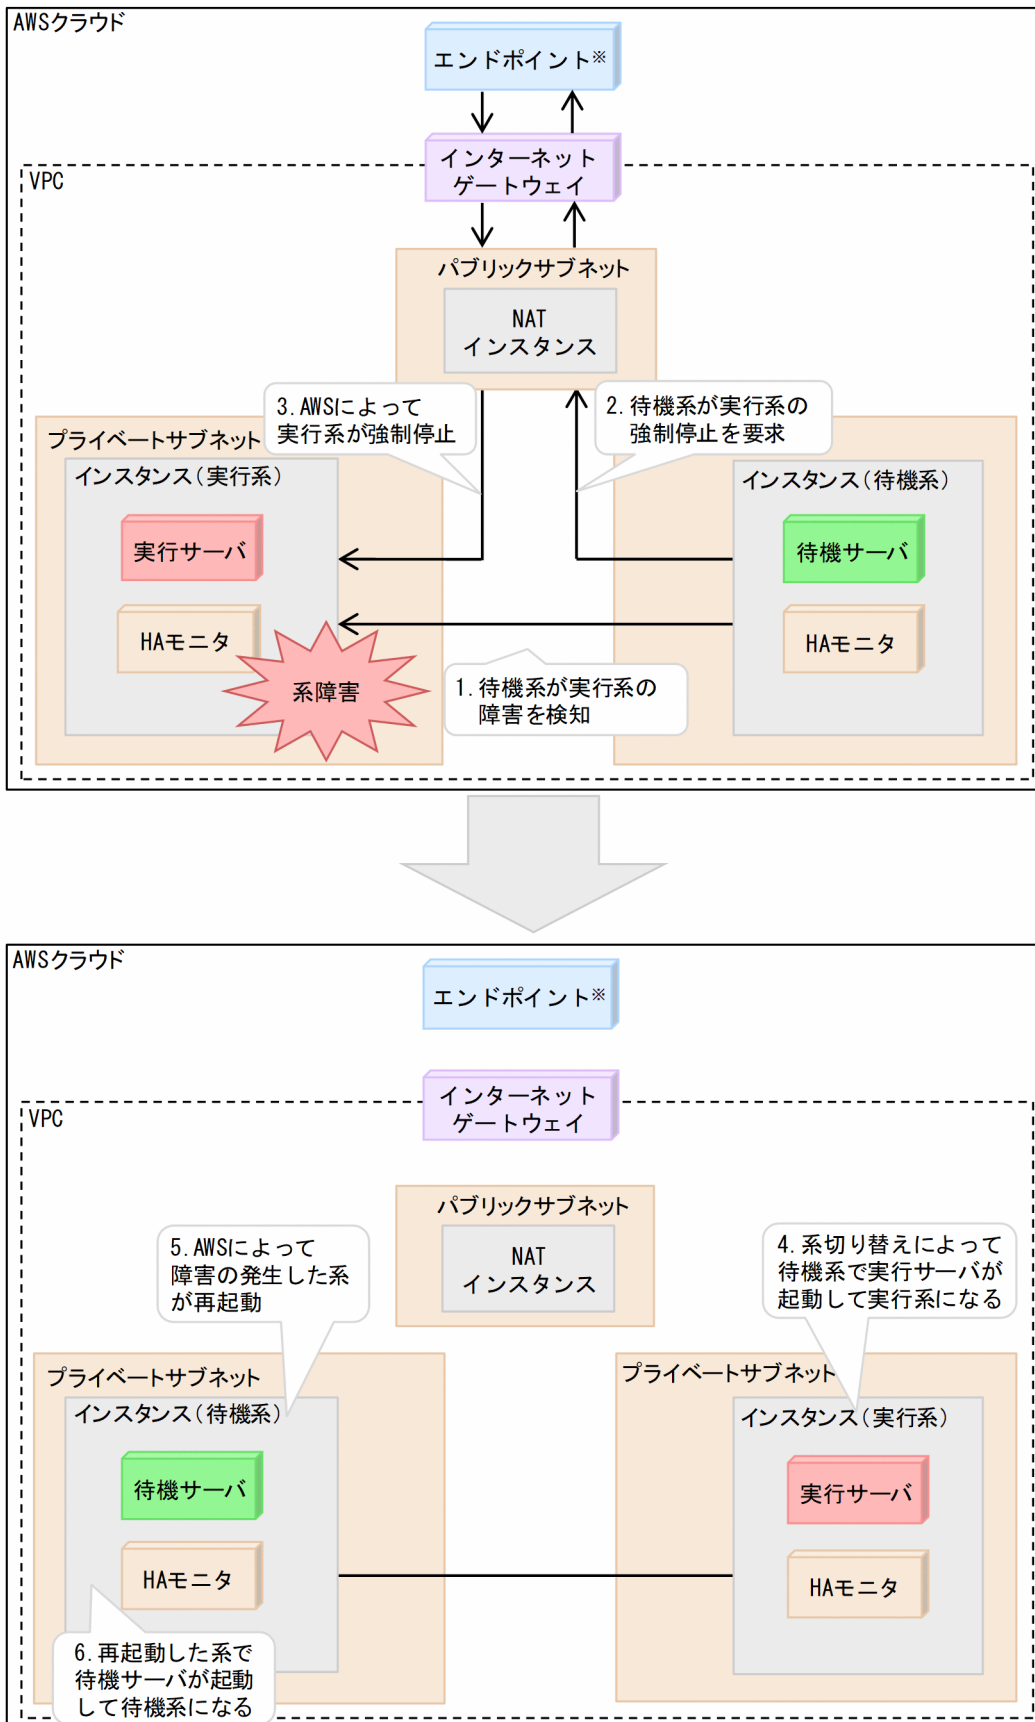 AWSクラウド
エンドポイント※
インターネット
ゲートウェイ
VPC
パブリックサブネット
NAT
インスタンス
3.AWSによって
実行系が強制停止
2.待機系が実行系の
強制停止を要求
プライベートサブネット
インスタンス(実行系)
実行サーバ
HAモニタ
系障害
インスタンス(待機系)
待機サーバ
HAモニタ
1.待機系が実行系の
障害を検知
AWSクラウド
エンドポイント※
インターネット
ゲートウェイ
VPC
パブリックサブネット
NAT
インスタンス
5.AWSによって
障害の発生した系
が再起動
4.系切り替えによって
待機系で実行サーバが
起動して実行系になる
プライベートサブネット
インスタンス(待機系)
待機サーバ
HAモニタ
プライベートサブネット
インスタンス(実行系)
実行サーバ
HAモニタ
6.再起動した系で
待機サーバが起動
して待機系になる